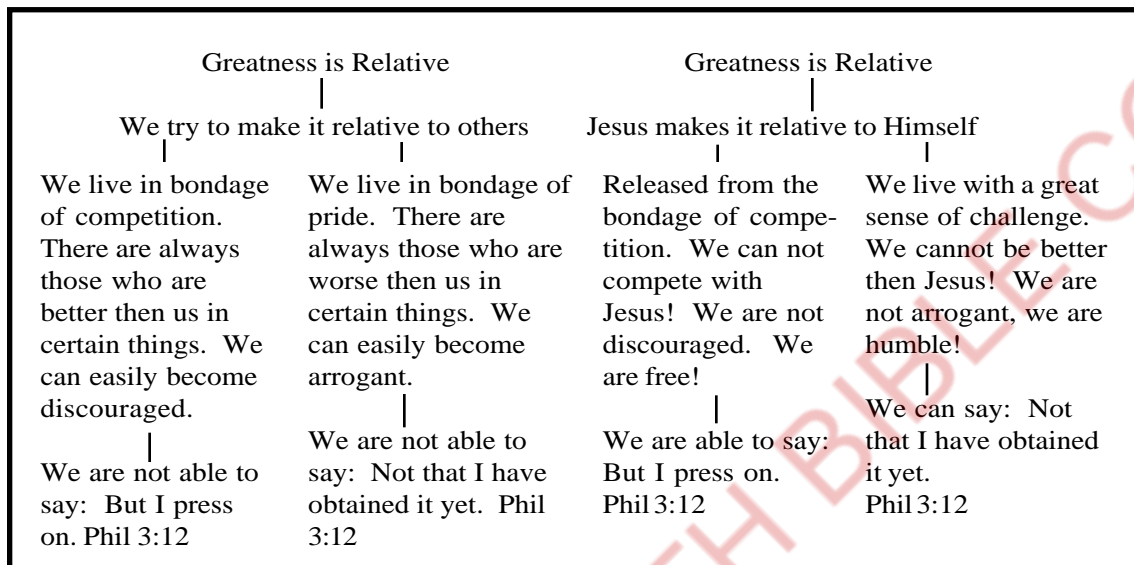 Greatness is Relative
We try to make it relative to others
We live in bondage
of competition.
There are always
those who are
better then us in
certain things. We
can easily become
discouraged.
We are not able to
say: But I press
on. Phil 3:12
We live in bondage of
pride. There are
always those who are
worse then us in
certain things. We
can easily become
arrogant.
We are not able to
say: Not that I have
obtained it yet. Phil
3:12
Greatness is Relative
Jesus makes it relative to Himself
Released from the
bondage of compe-
tition. We can not
compete with
Jesus! We are not
discouraged. We
are free!
We are able to say:
But I press on.
Phil 3:12
We live with a great
sense of challenge.
We cannot be better
then Jesus! We are
not arrogant, we are
humble!
We can say: Not
that I have obtained
it yet.
Phil 3:12
BIBLE